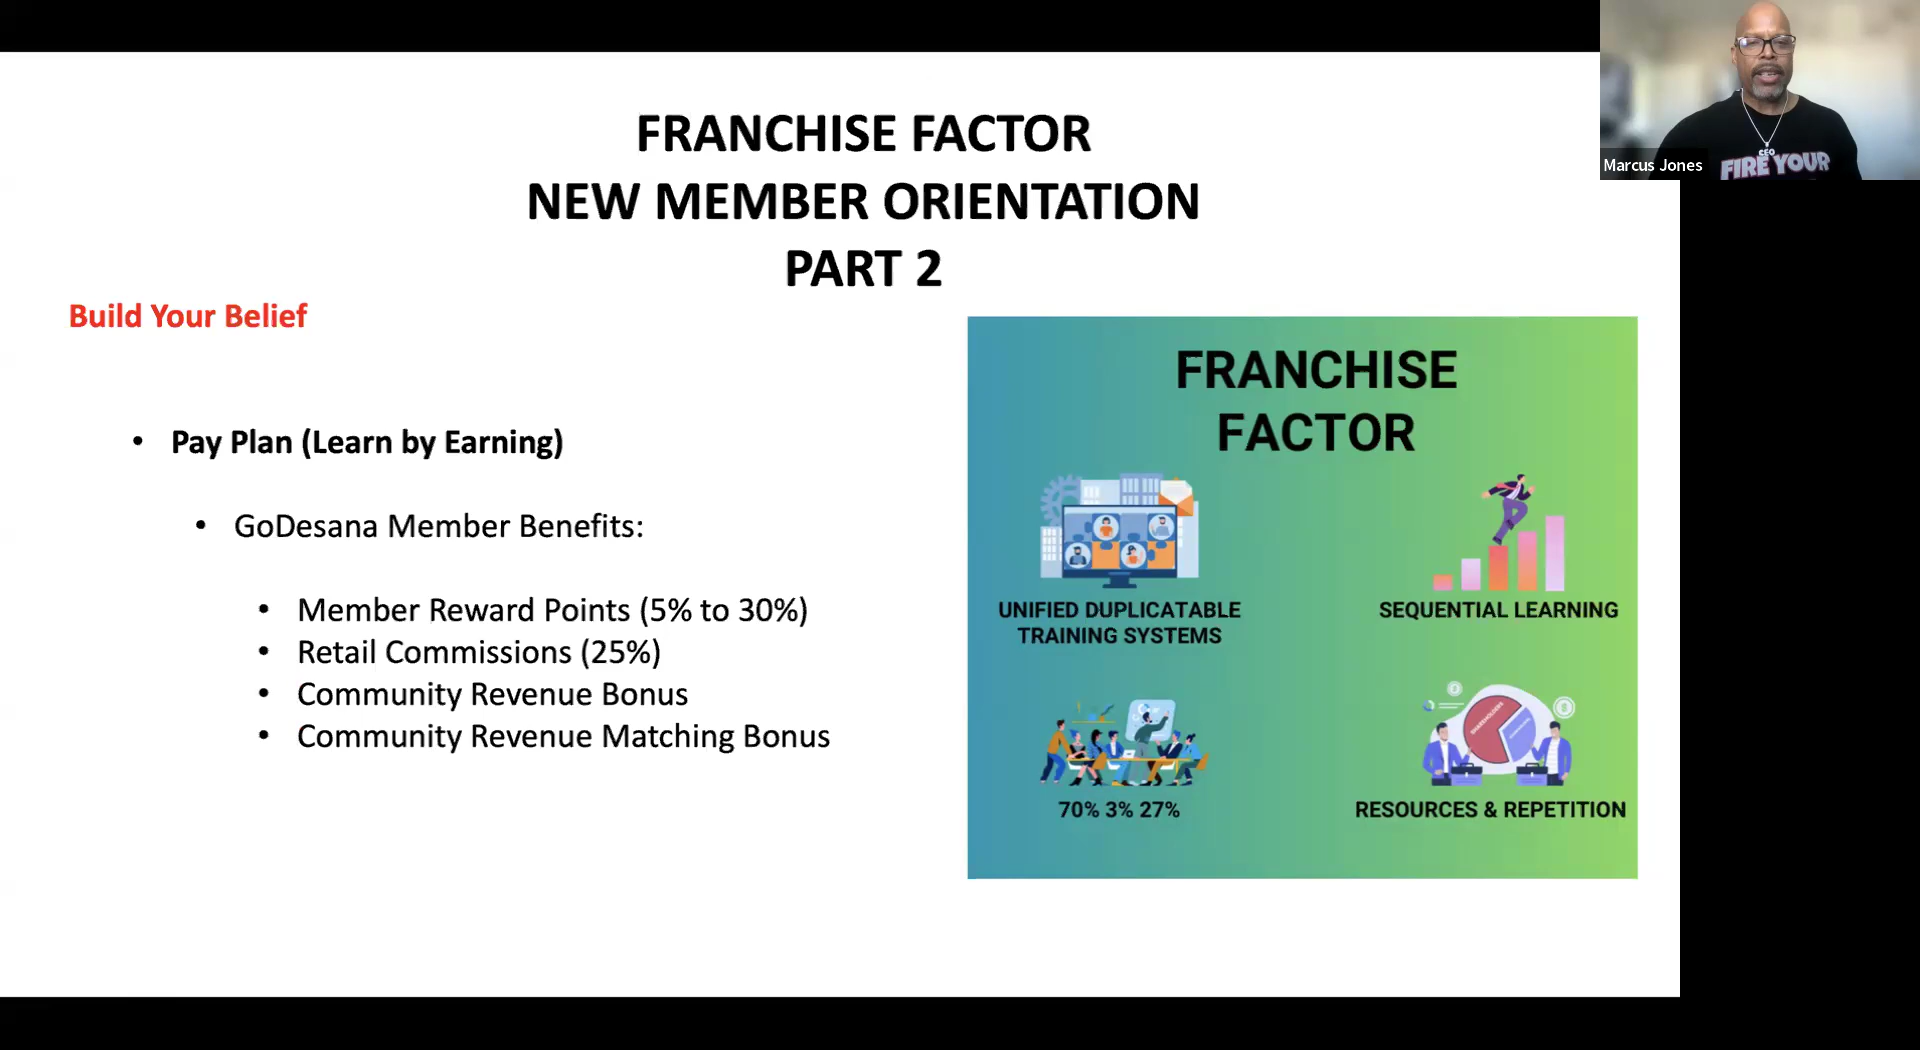 FRANCHISE FACTOR
NEW MEMBER ORIENTATION
PART 2
Build Your Belief
• Pay Plan (Learn by Earning)
• GoDesana Member Benefits:
• Member Reward Points (5% to 30%)
• Retail Commissions (25%)
• Community Revenue Bonus
• Community Revenue Matching Bonus
FRANCHISE
FACTOR
UNIFIED DUPLICATABLE
TRAINING SYSTEMS
SEQUENTIAL LEARNING
70% 3% 27%
SHAREHOLDERS
RESOURCES & REPETITION
CEO
FIRE YOUR
Marcus Jones